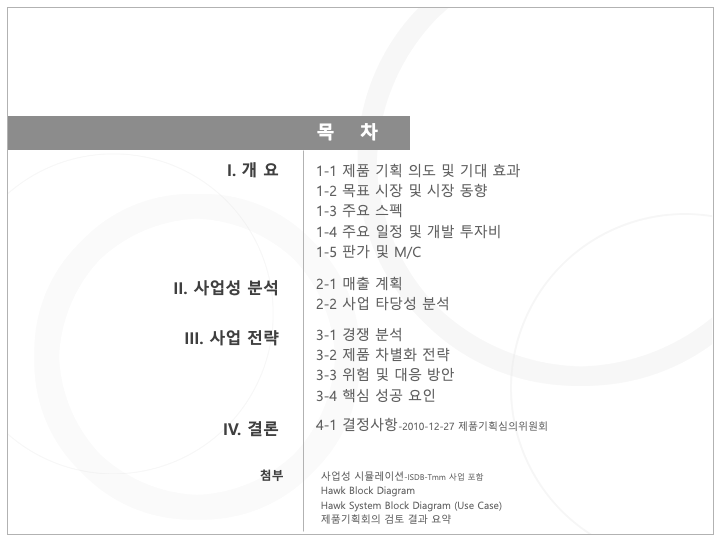 목 차
I. 개 요
1-1 제품 기획 의도 및 기대 효과
1-2 목표 시장 및 시장 동향
1-3 주요 스펙
1-4 주요 일정 및 개발 투자비
1-5 판가 및 M/C
II. 사업성 분석
2-1 매출 계획
2-2 사업 타당성 분석
III. 사업 전략
3-1 경쟁 분석
3-2 제품 차별화 전략
3-3 위험 및 대응 방안
3-4 핵심 성공 요인
IV. 결론
4-1 결정사항-2010-12-27 제품기획심의위원회
첨부
사업성 시뮬레이션-ISDB-Tmm 사업 포함
Hawk Block Diagram
Hawk System Block Diagram (Use Case)
제품기획회의 검토 결과 요약